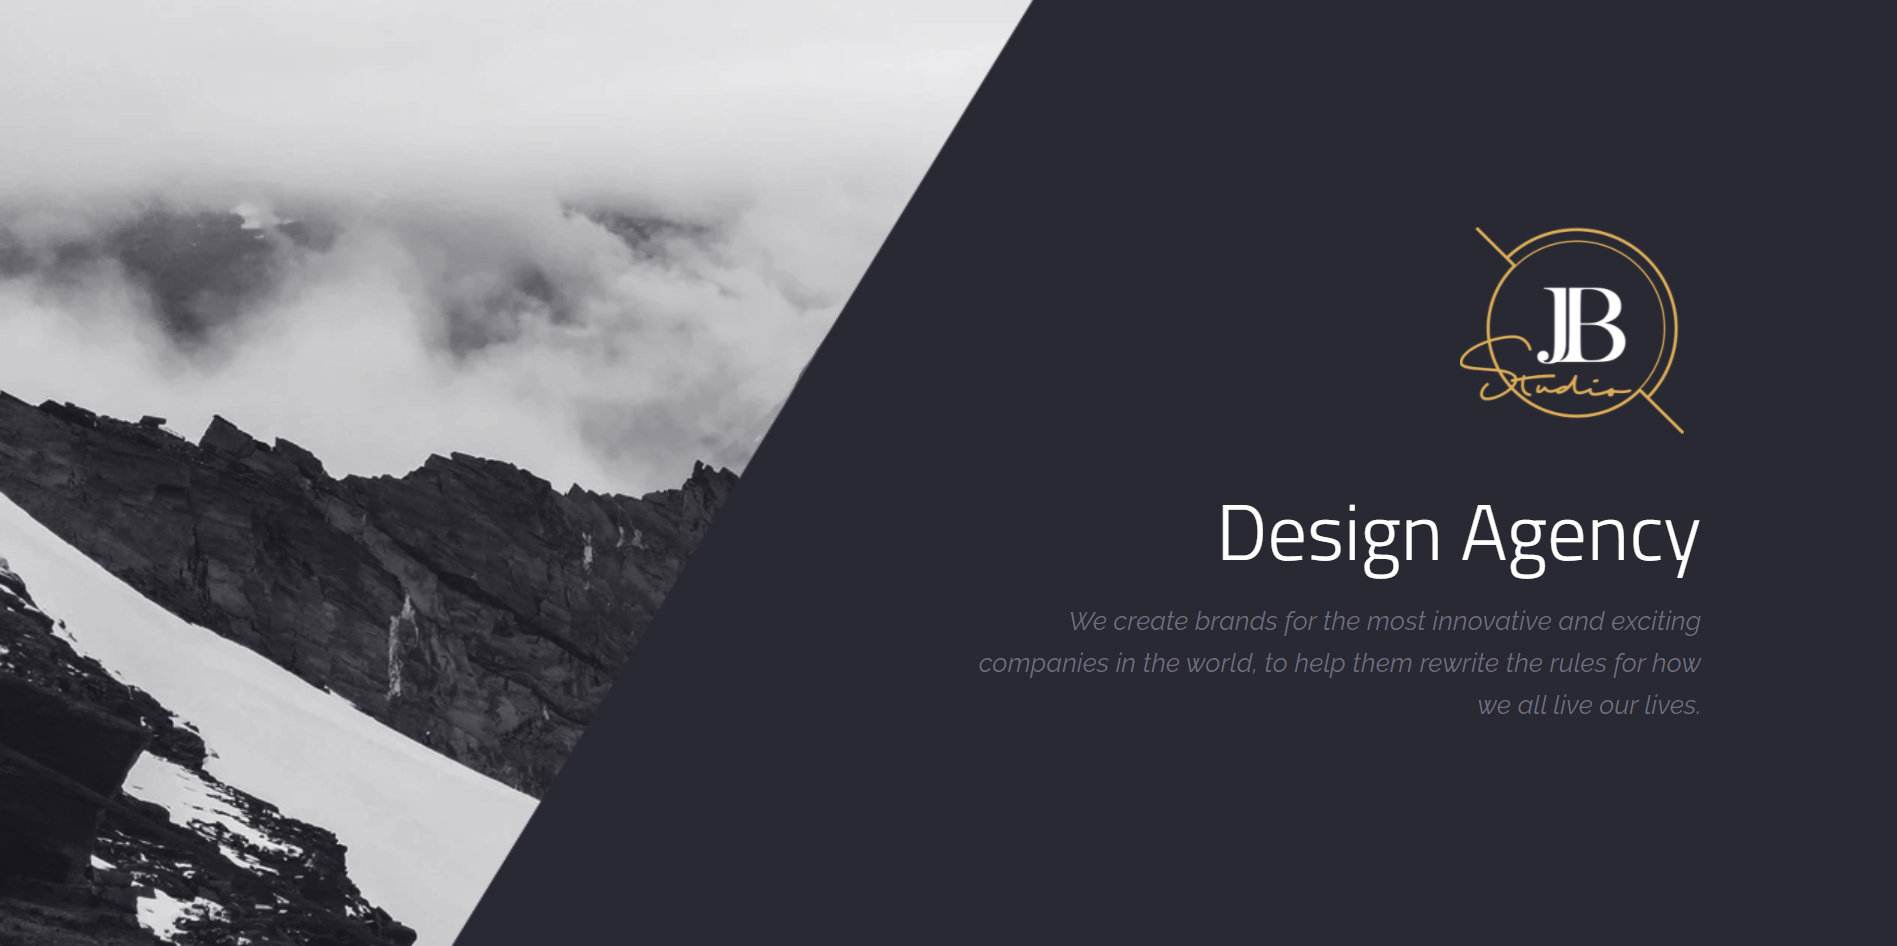 JB
Studio
Design Agency
We create brands for the most innovative and exciting
companies in the world, to help them rewrite the rules for how
we all live our lives.